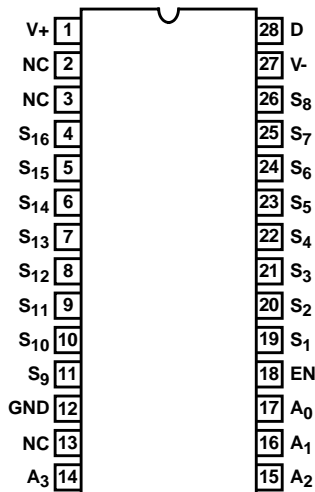 V+ 1 28 D
NC 2 27 V-
NC 3 26 S8
S16 4 25 S7
S15 5 24 S6
S14 6 23 S5
S13 7 22 S4
S12 8 21 S3
S11 9 20 S2
S10 10 19 S1
S9 11 18 EN
GND 12 17 A0
NC 13 16 A1
A3 14 15 A2